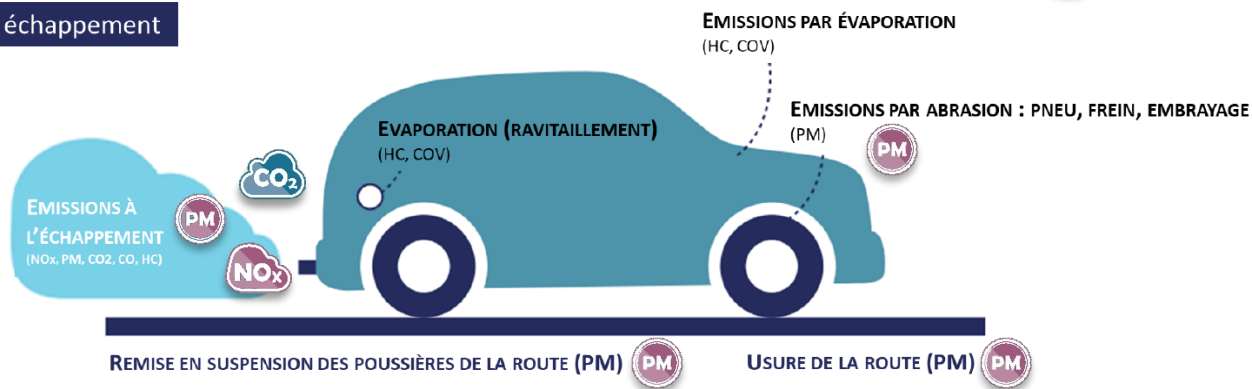 échappement
EMISSIONS PAR ÉVAPORATION
(HC, COV)
EMISSIONS PAR ABRASION : PNEU, FREIN, EMBRAYAGE
(PM)
PM
EVAPORATION (RAVITAILLEMENT)
(HC, COV)
CO2
EMISSIONS À
L'ÉCHAPPEMENT
(NOx, PM, CO2, CO, HC)
PM
NOx
REMISE EN SUSPENSION DES POUSSIÈRES DE LA ROUTE (PM) PM
USURE DE LA ROUTE (PM) PM